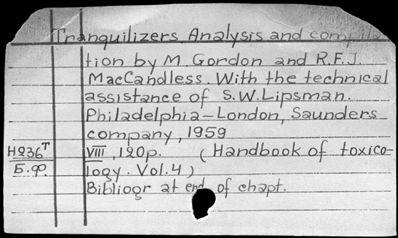 Tranquilizers Analysis and compila
tion by M. Gordon and R.F.J.
MacCandless. With the technical
assistance of S.W. Lipsman.
Philadelphia-London, Saunders
company, 1959
VIII, 120p. (Handbook of toxico-
logy. Vol. 4)
Bibliogr at end of chapt.
H236т
Б.Ф.